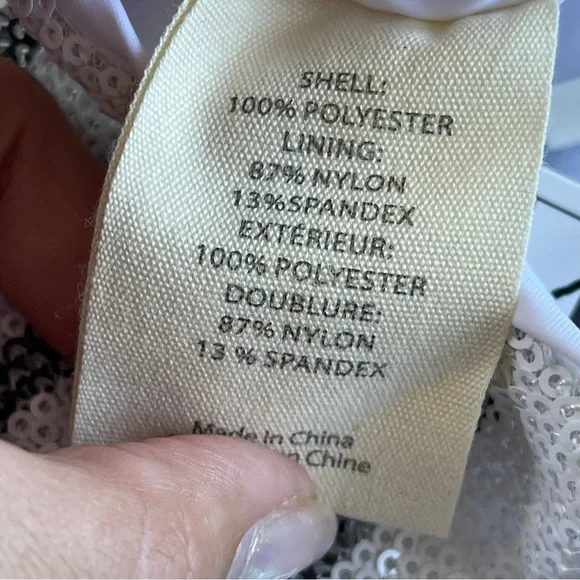 SHELL:
100% POLYESTER
LINING:
87% NYLON
13%SPANDEX
EXTÉRIEUR:
100% POLYESTER
DOUBLURE:
87% NYLON
13 % SPANDEX
Made in China
Chine